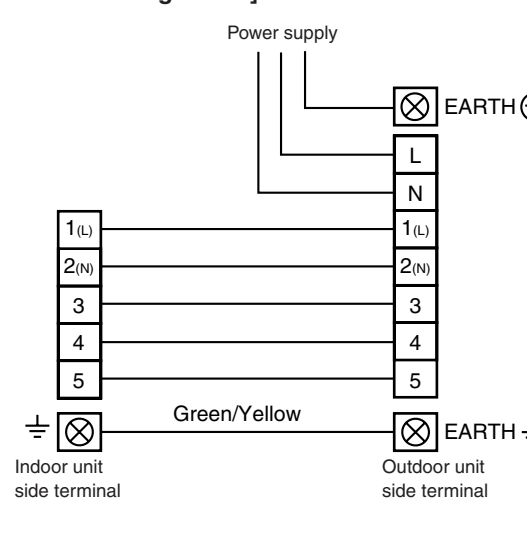 Power supply
EARTH
L
N
1(L) 1(L)
2(N) 2(N)
3 3
4 4
5 5
Green/Yellow
EARTH
Indoor unit
side terminal
Outdoor unit
side terminal